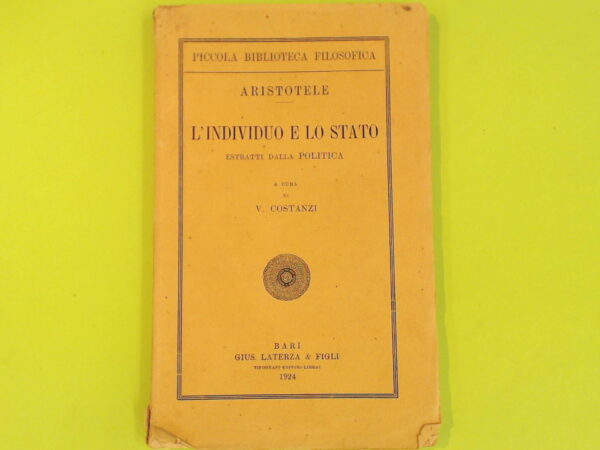 PICCOLA BIBLIOTECA FILOSOFICA
ARISTOTELE
L'INDIVIDUO E LO STATO
ESTRATTI DALLA POLITICA
A CURA
DI
V. COSTANZI
BARI
GIUS. LATERZA & FIGLI
TIPOGRAFI-EDITORI-LIBRAI
1924